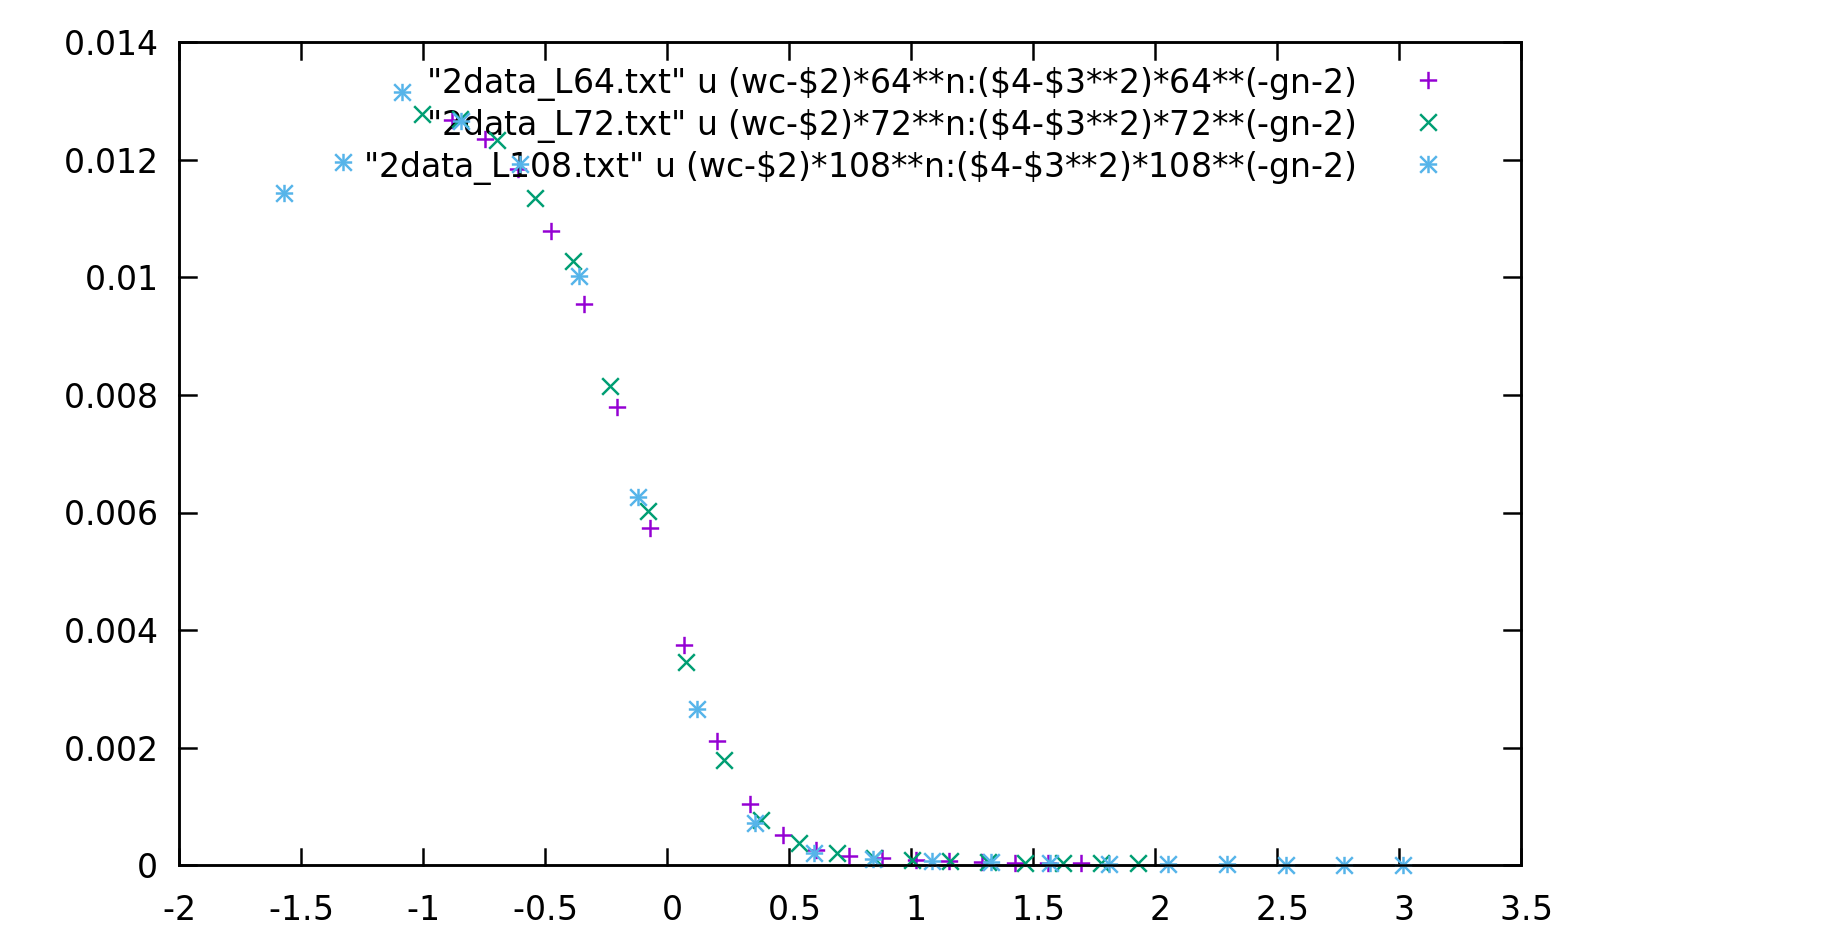 0.014
"2data_L64.txt" u (wc-$2)*64**n:($4-$3**2)*64**(-gn-2)
"2data_L72.txt" u (wc-$2)*72**n:($4-$3**2)*72**(-gn-2)
0.012
"2data_L108.txt" u (wc-$2)*108**n:($4-$3**2)*108**(-gn-2)
0.01
0.008
0.006
0.004
0.002
0
-2 -1.5 -1 -0.5 0 0.5 1 1.5 2 2.5 3 3.5